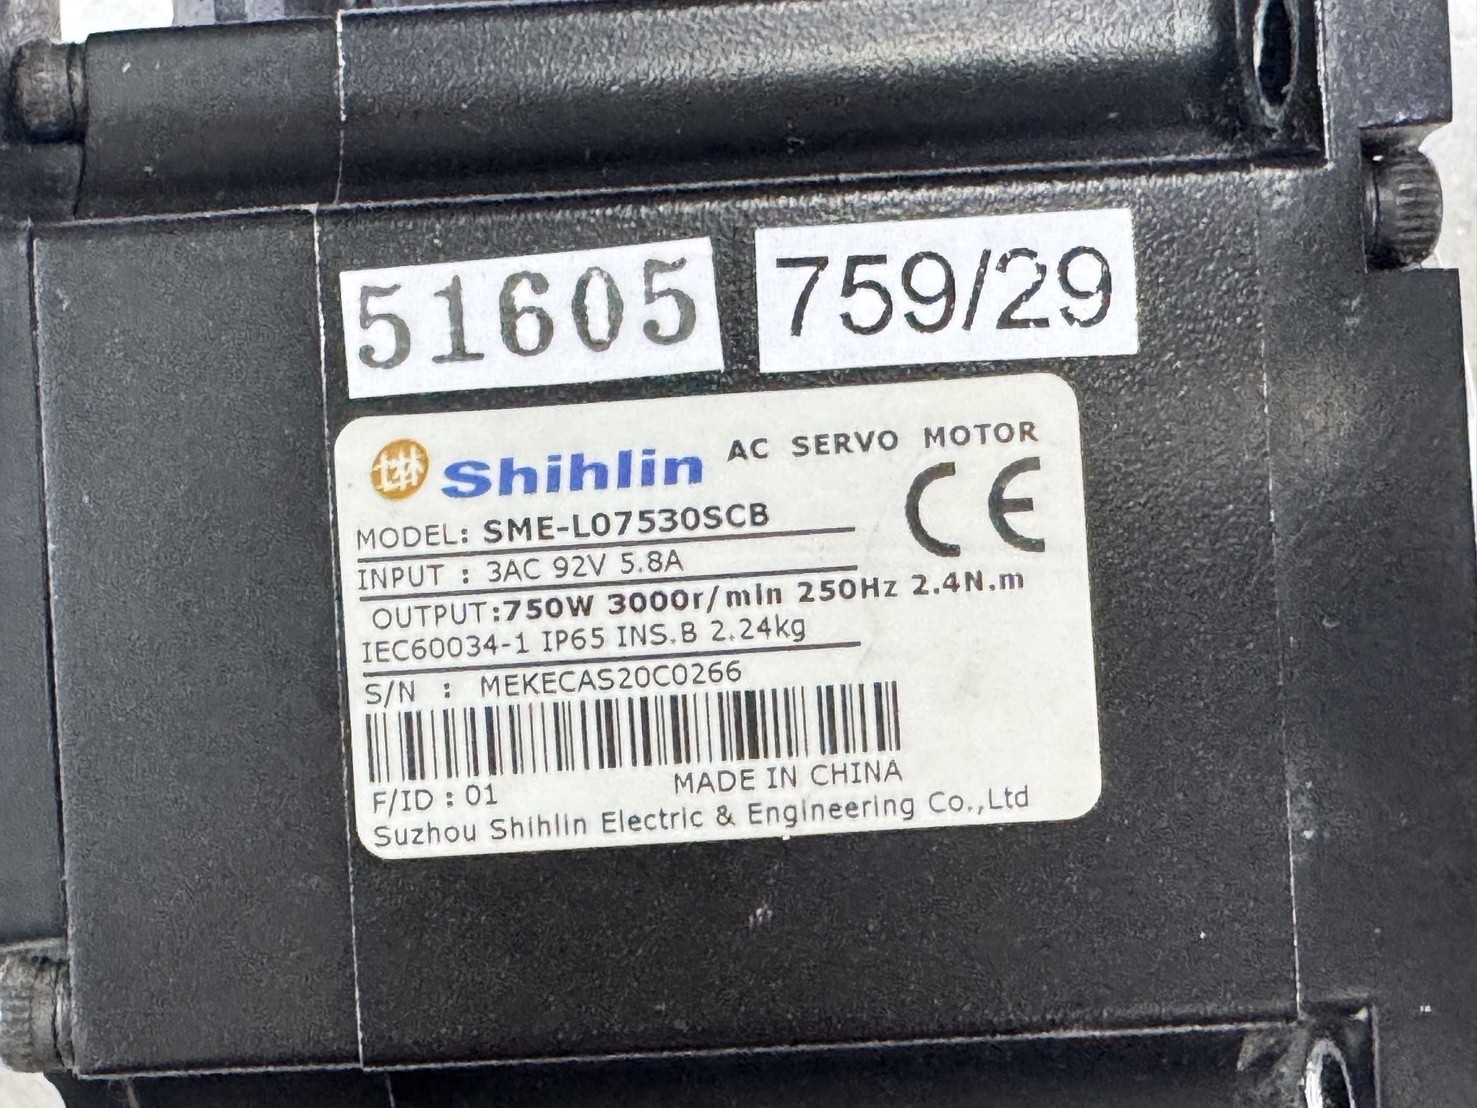 51605
759/29
Shihlin AC SERVO MOTOR
CE
MODEL: SME-L07530SCB
INPUT : 3AC 92V 5.8A
OUTPUT:750W 3000r/min 250Hz 2.4N.m
IEC60034-1 IP65 INS.B 2.24kg
S/N : MEKECAS20C0266
F/ID : 01 MADE IN CHINA
Suzhou Shihlin Electric & Engineering Co.,Ltd